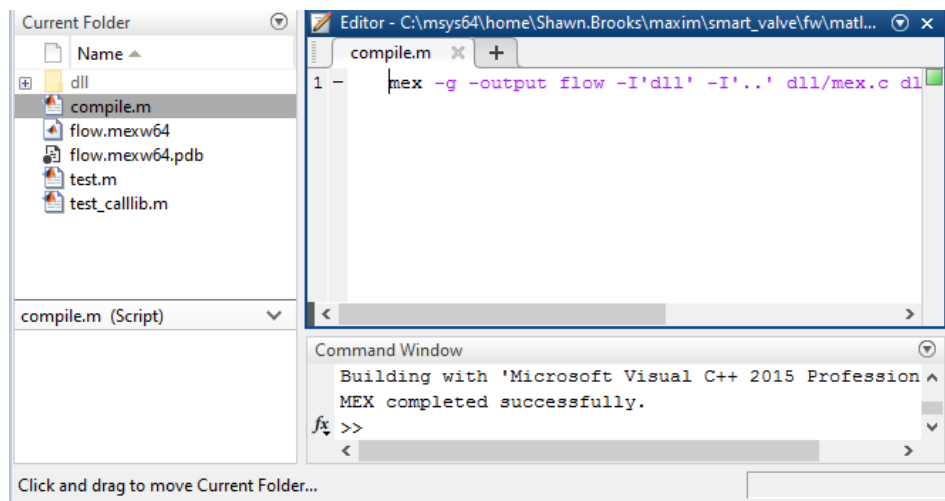 Current Folder
Name
dll
compile.m
flow.mexw64
flow.mexw64.pdb
test.m
test_calllib.m
compile.m (Script)
Editor - C:\msys64\home\Shawn.Brooks\maxim\smart_valve\fw\matl...
compile.m
1 mex -g -output flow -I'dll' -I'..' dll/mex.c dl
Command Window
Building with 'Microsoft Visual C++ 2015 Profession
MEX completed successfully.
fx >>
Click and drag to move Current Folder...